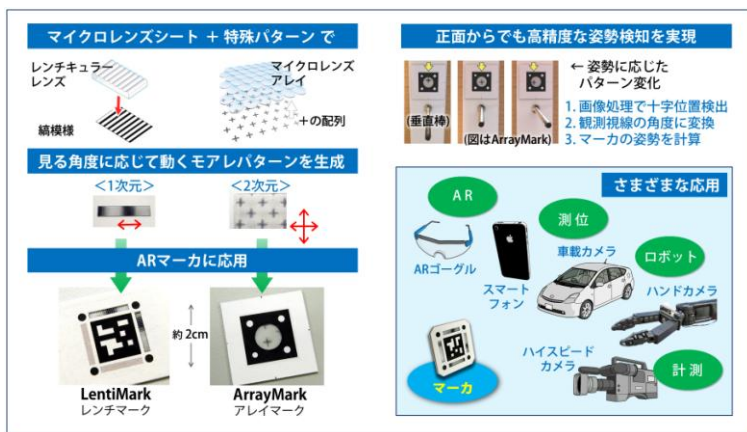 マイクロレンズシート ＋ 特殊パターン で
レンチキュラー
レンズ
縞模様
マイクロレンズ
アレイ
＋の配列
見る角度に応じて動くモアレパターンを生成
＜1次元＞
＜2次元＞
ARマーカに応用
約2cm
LentiMark
レンチマーク
ArrayMark
アレイマーク
正面からでも高精度な姿勢検知を実現
← 姿勢に応じた
パターン変化
(垂直棒)
(図はArrayMark)
1. 画像処理で十字位置検出
2. 観測視線の角度に変換
3. マーカの姿勢を計算
さまざまな応用
A R
ARゴーグル
測 位
スマート
フォン
車載カメラ
ロボット
ハンドカメラ
ハイスピード
カメラ
計 測
マーカ